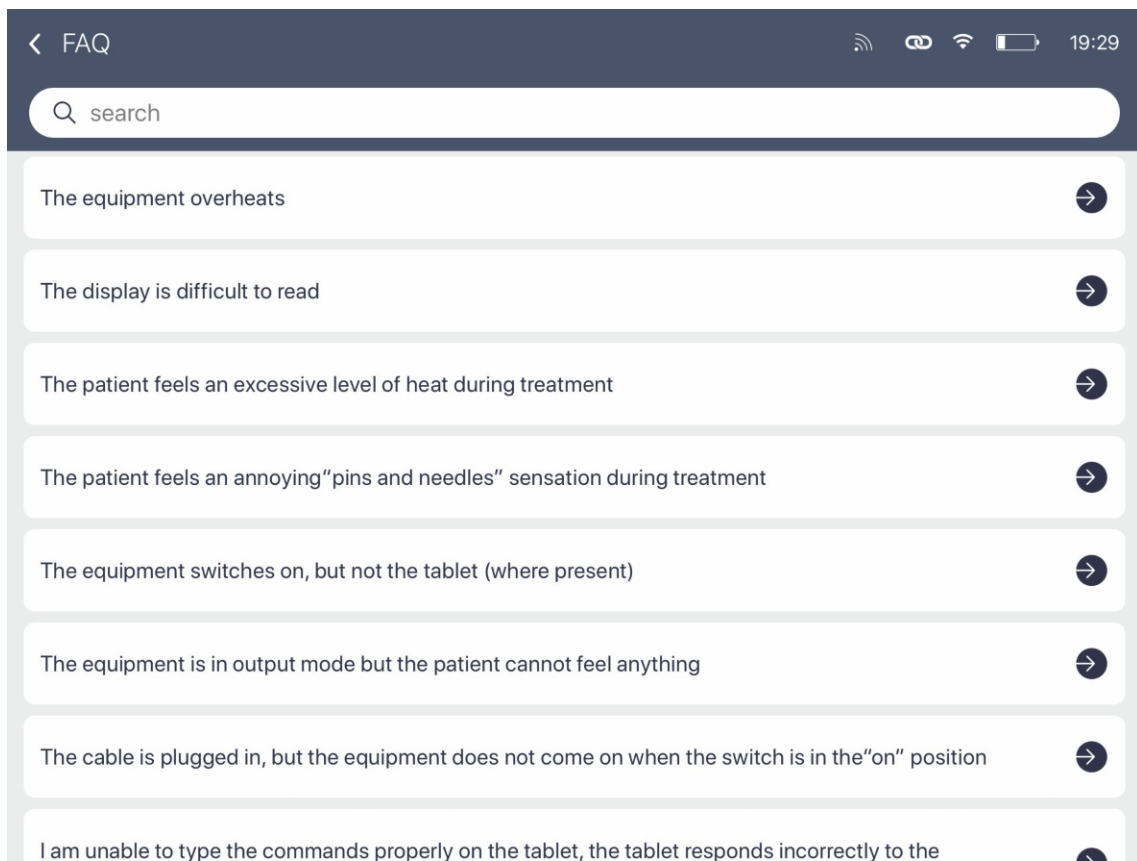 FAQ
19:29
search
The equipment overheats
The display is difficult to read
The patient feels an excessive level of heat during treatment
The patient feels an annoying“pins and needles” sensation during treatment
The equipment switches on, but not the tablet (where present)
The equipment is in output mode but the patient cannot feel anything
The cable is plugged in, but the equipment does not come on when the switch is in the“on” position
I am unable to type the commands properly on the tablet, the tablet responds incorrectly to the